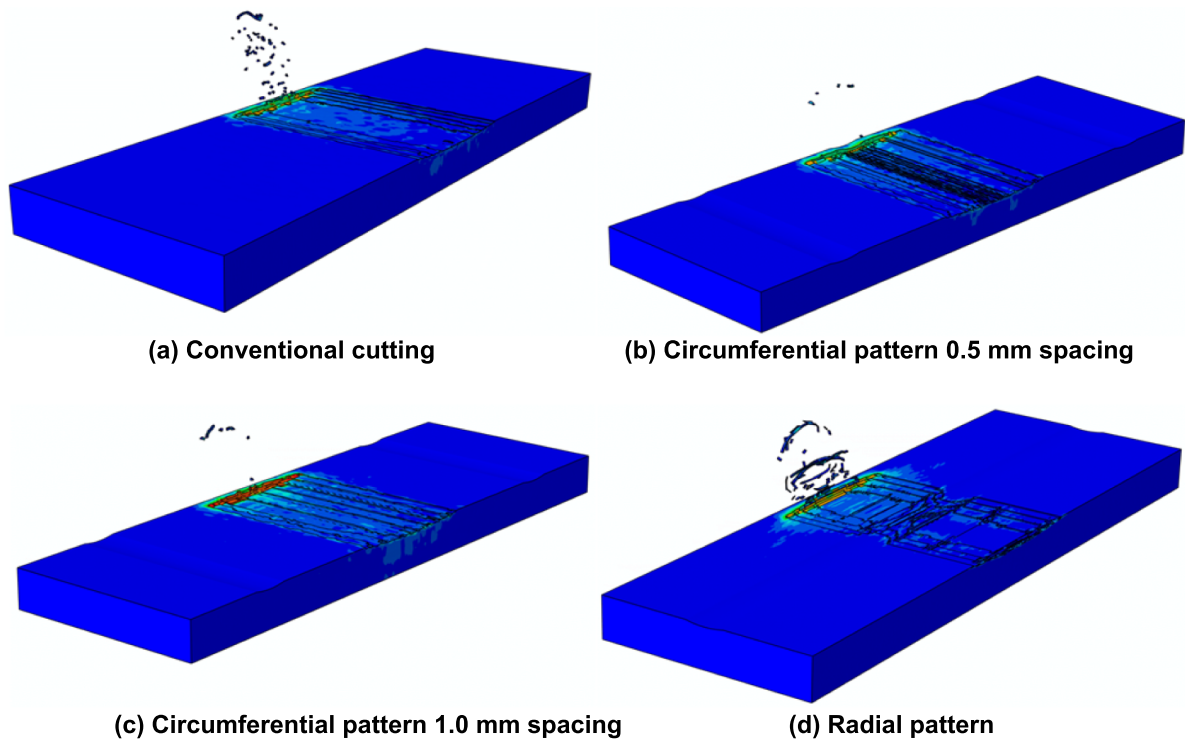 (a) Conventional cutting
(b) Circumferential pattern 0.5 mm spacing
(c) Circumferential pattern 1.0 mm spacing
(d) Radial pattern